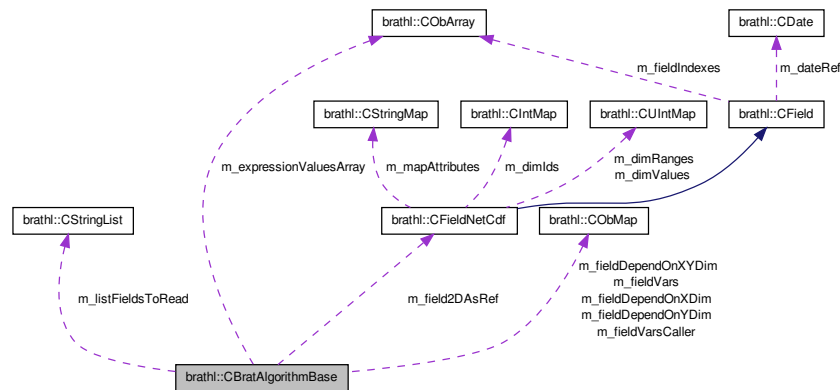 brathl::CObArray
brathl::CDate
m_fieldIndexes
m_dateRef
brathl::CStringMap
brathl::CIntMap
brathl::CUIntMap
brathl::CField
m_expressionValuesArray
m_mapAttributes
m_dimIds
m_dimRanges
m_dimValues
brathl::CStringList
brathl::CFieldNetCdf
brathl::CObMap
m_listFieldsToRead
m_field2DAsRef
m_fieldDependOnXYDim
m_fieldVars
m_fieldDependOnXDim
m_fieldDependOnYDim
m_fieldVarsCaller
brathl::CBratAlgorithmBase